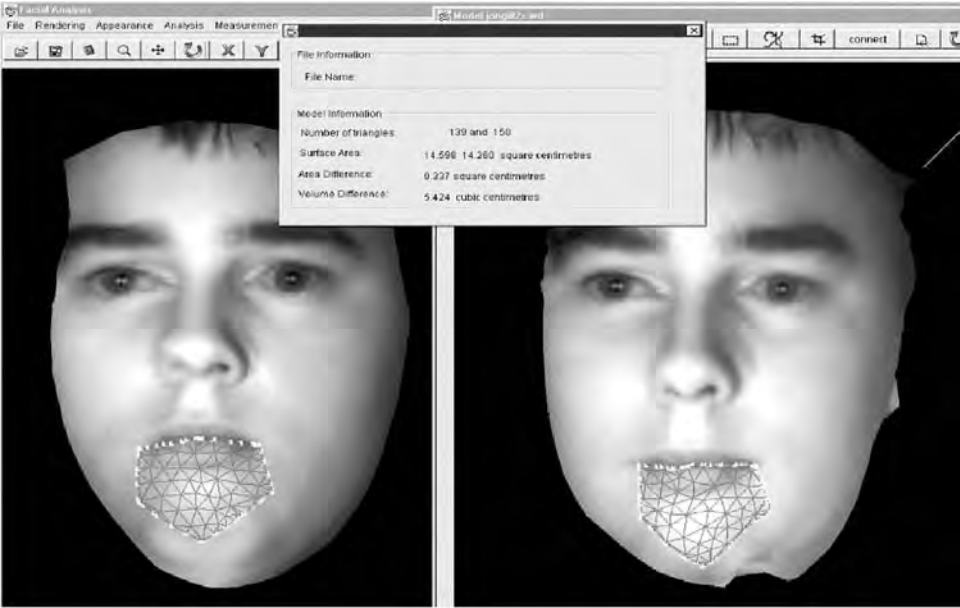 Facial Analysis
File Rendering Appearance Analysis Measuremen
connect
File Information
File Name:
Model Information
Number of triangles: 139 and 150
Surface Area: 14.598 14.260 square centimetres
Area Difference: 0.337 square centimetres
Volume Difference: 5.424 cubic centimetres